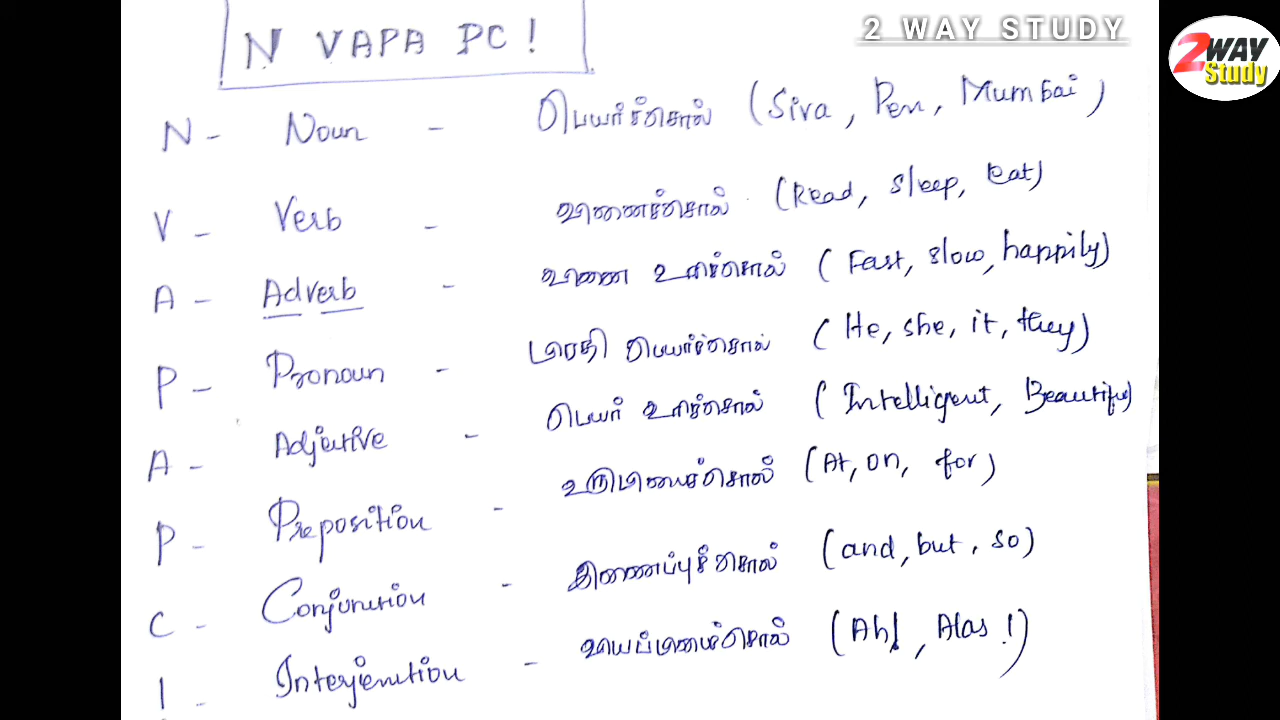 N VAPA PC!
2 WAY STUDY
2WAY Study
N - Noun - பெயர்ச்சொல் (Siva, Pen, Mumbai)
V - Verb - வினைச்சொல் (Read, sleep, Eat)
A - Adverb - வினை உரிச்சொல் (Fast, slow, happily)
P - Pronoun - பிரதி பெயர்ச்சொல் (He, she, it, they)
A - Adjective - பெயர் உரிச்சொல் (Intelligent, Beautiful)
P - Preposition - உருபிடைச்சொல் (At, on, for)
C - Conjunction - இணைப்புச்சொல் (and, but, so)
! - Interjection - வியப்பிடைச்சொல் (Ah!, Alas!)